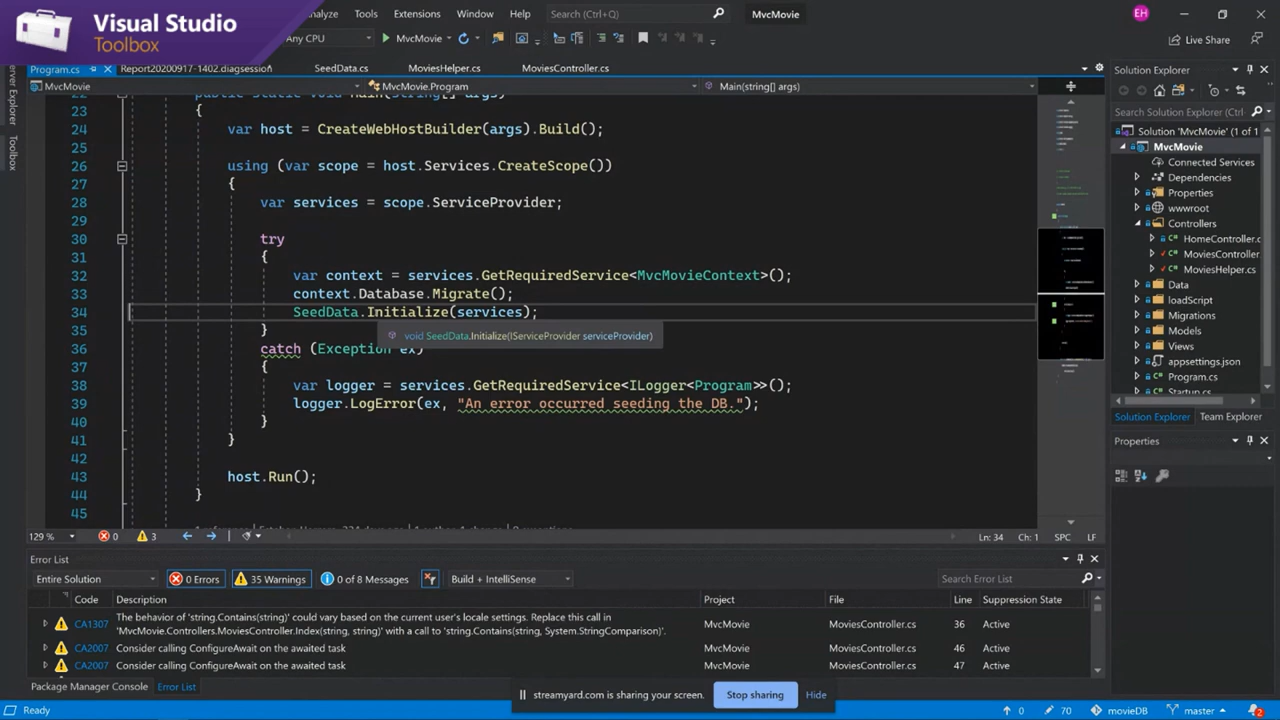 Visual Studio
Toolbox
Analyze Tools Extensions Window Help Search (Ctrl+Q) MvcMovie EH
Any CPU MvcMovie Live Share
Program.cs Report20200917-1402.diagsession SeedData.cs MoviesHelper.cs MoviesController.cs
MvcMovie MvcMovie.Program Main(string[] args)
Server Explorer
Toolbox
22 public static void Main(string[] args)
23 {
24 var host = CreateWebHostBuilder(args).Build();
25
26 using (var scope = host.Services.CreateScope())
27 {
28 var services = scope.ServiceProvider;
29
30 try
31 {
32 var context = services.GetRequiredService<MvcMovieContext>();
33 context.Database.Migrate();
34 SeedData.Initialize(services);
void SeedData.Initialize(IServiceProvider serviceProvider)
35 }
36 catch (Exception ex)
37 {
38 var logger = services.GetRequiredService<ILogger<Program>>();
39 logger.LogError(ex, "An error occurred seeding the DB.");
40 }
41 }
42
43 host.Run();
44 }
45
129 % 0 3 Ln: 34 Ch: 1 SPC LF
Solution Explorer
Search Solution Explorer
Solution 'MvcMovie' (1 of 1
MvcMovie
Connected Services
Dependencies
Properties
wwwroot
Controllers
HomeController.c
MoviesController
MoviesHelper.cs
Data
loadScript
Migrations
Models
Views
appsettings.json
Program.cs
Startup.cs
Solution Explorer Team Explorer
Properties
Error List
Entire Solution 0 Errors 35 Warnings 0 of 8 Messages Build + IntelliSense Search Error List
Code Description Project File Line Suppression State
CA1307 The behavior of 'string.Contains(string)' could vary based on the current user's locale settings. Replace this call in
'MvcMovie.Controllers.MoviesController.Index(string, string)' with a call to 'string.Contains(string, System.StringComparison)'. MvcMovie MoviesController.cs 36 Active
CA2007 Consider calling ConfigureAwait on the awaited task MvcMovie MoviesController.cs 46 Active
CA2007 Consider calling ConfigureAwait on the awaited task MvcMovie MoviesController.cs 47 Active
Package Manager Console Error List
streamyard.com is sharing your screen. Stop sharing Hide
Ready 0 70 movieDB master 2